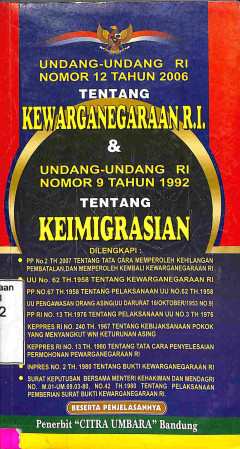 UNDANG-UNDANG RI
NOMOR 12 TAHUN 2006
TENTANG
KEWARGANEGARAAN R.I.
&
UNDANG-UNDANG RI
NOMOR 9 TAHUN 1992
TENTANG
KEIMIGRASIAN
DILENGKAPI :
PP No.2 TH 2007 TENTANG TATA CARA MEMPEROLEH KEHILANGAN
PEMBATALAN, DAN MEMPEROLEH KEMBALI KEWARGANEGARAAN RI
UU No. 62 TH.1958 TENTANG KEWARGANEGARAAN RI
PP NO.67 TH.1958 TENTANG PELAKSANAAN UU NO.62 TH.1958
UU PENGAWASAN ORANG ASING(UU DARURAT 16/OKTOBER/1953 NO 9)
PP RI NO. 13 TH.1976 TENTANG PELAKSANAAN UU NO.3 TH 1976
KEPPRES RI NO. 240 TH. 1967 TENTANG KEBIJAKSANAAN POKOK
YANG MENYANGKUT WNI KETURUNAN ASING
KEPPRES RI NO. 13 TH. 1980 TENTANG TATA CARA PENYELESAIAN
PERMOHONAN PEWARGANEGARAAN RI
INPRES NO. 2 TH. 1980 TENTANG BUKTI KEWARGANEGARAAN RI
SURAT KEPUTUSAN BERSAMA MENTERI KEHAKIMAN DAN MENDAGRI
NO. M.01-UM.09.03-80, NO.42 TH.1980 TENTANG PELAKSANAAN
PEMBERIAN SURAT BUKTI KEWARGANEGARAAN RI.
BESERTA PENJELASANNYA
Penerbit "CITRA UMBARA" Bandung
aan
2